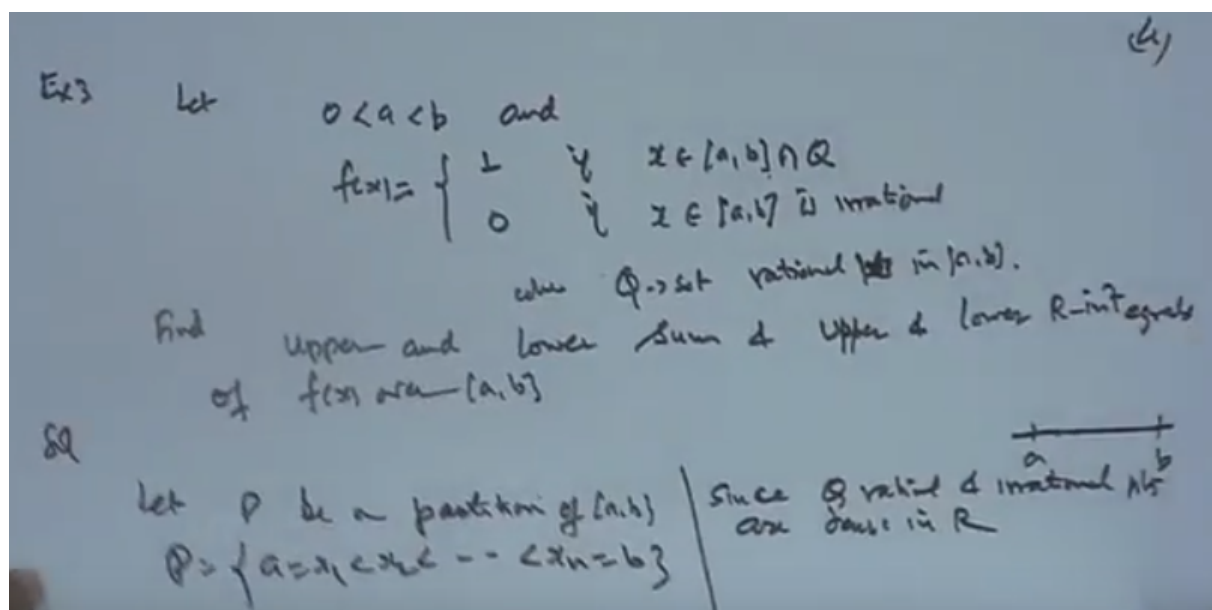 (4)
Ex3 Let 0 < a < b and
f(x) = { 1 if x ∈ [a, b] ∩ Q
0 if x ∈ [a, b] is irrational
where Q → set rational in [a, b].
Find upper and lower sum & upper & lower R-integrals
of f(x) over [a, b]
Sol
a b
Let P be a partition of [a, b]
P = { a = x₁ < x₂ < -- < xn = b }
Since Q ratinl & irrational Nos
are dense in R